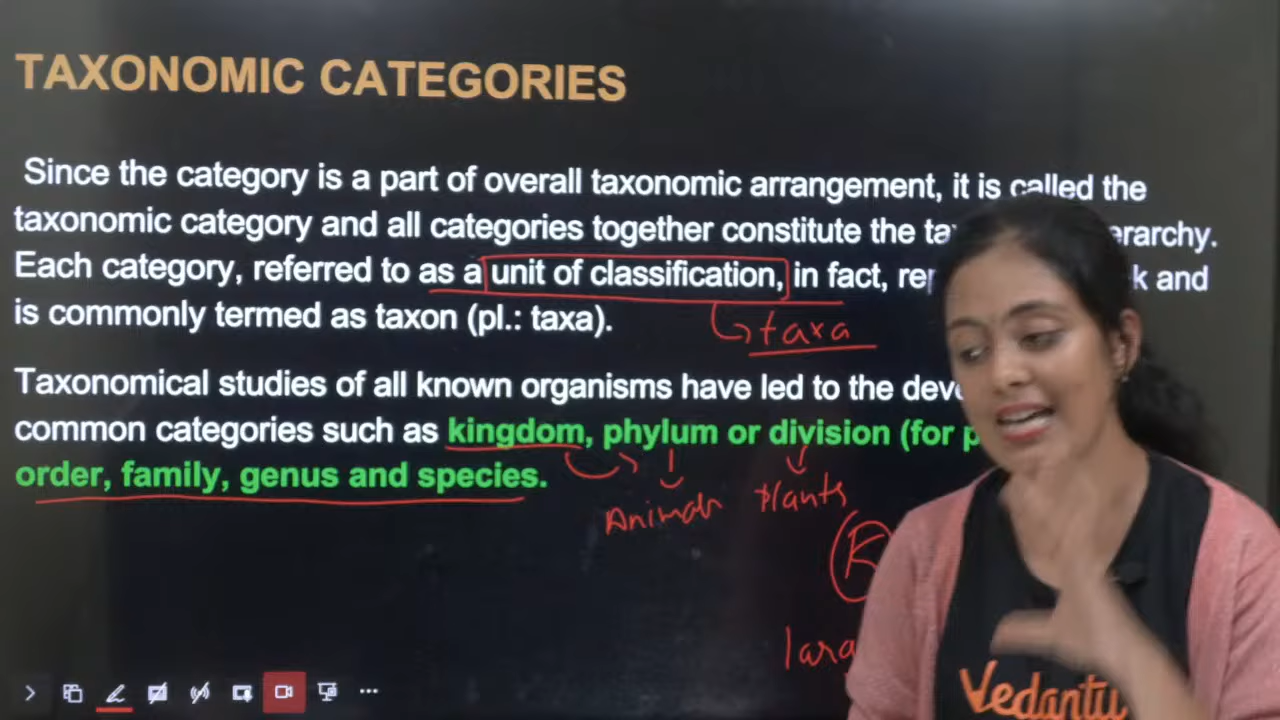 TAXONOMIC CATEGORIES
Since the category is a part of overall taxonomic arrangement, it is called the
taxonomic category and all categories together constitute the ta erarchy.
Each category, referred to as a unit of classification, in fact, rep k and
is commonly termed as taxon (pl.: taxa).
taxa
Taxonomical studies of all known organisms have led to the deve
common categories such as kingdom, phylum or division (for p
order, family, genus and species.
Animals Plants
K
lara
Vedantu